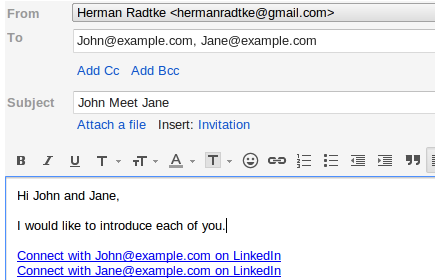 From Herman Radtke <hermanradtke@gmail.com>
To John@example.com, Jane@example.com
Add Cc Add Bcc
Subject John Meet Jane
Attach a file Insert: Invitation
B I U T tT A T
Hi John and Jane,
I would like to introduce each of you.
Connect with John@example.com on LinkedIn
Connect with Jane@example.com on LinkedIn